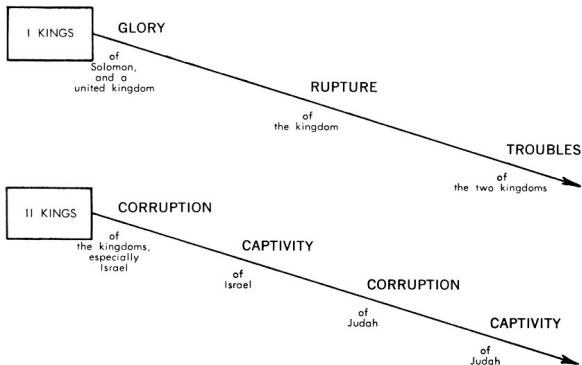 I KINGS
GLORY
of
Solomon,
and a
united kingdom
RUPTURE
of
the kingdom
TROUBLES
of
the two kingdoms
II KINGS
CORRUPTION
of
the kingdoms,
especially
Israel
CAPTIVITY
of
Israel
CORRUPTION
of
Judah
CAPTIVITY
of
Judah